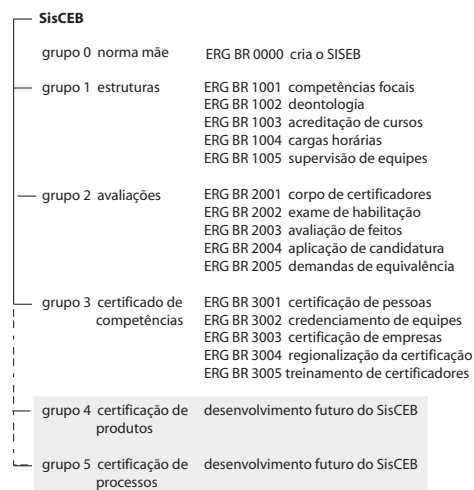 SisCEB
grupo 0 norma mãe ERG BR 0000 cria o SISEB
grupo 1 estruturas ERG BR 1001 competências focais
ERG BR 1002 deontologia
ERG BR 1003 acreditação de cursos
ERG BR 1004 cargas horárias
ERG BR 1005 supervisão de equipes
grupo 2 avaliações ERG BR 2001 corpo de certificadores
ERG BR 2002 exame de habilitação
ERG BR 2003 avaliação de feitos
ERG BR 2004 aplicação de candidatura
ERG BR 2005 demandas de equivalência
grupo 3 certificado de ERG BR 3001 certificação de pessoas
competências ERG BR 3002 credenciamento de equipes
ERG BR 3003 certificação de empresas
ERG BR 3004 regionalização da certificação
ERG BR 3005 treinamento de certificadores
grupo 4 certificação de desenvolvimento futuro do SisCEB
produtos
grupo 5 certificação de desenvolvimento futuro do SisCEB
processos